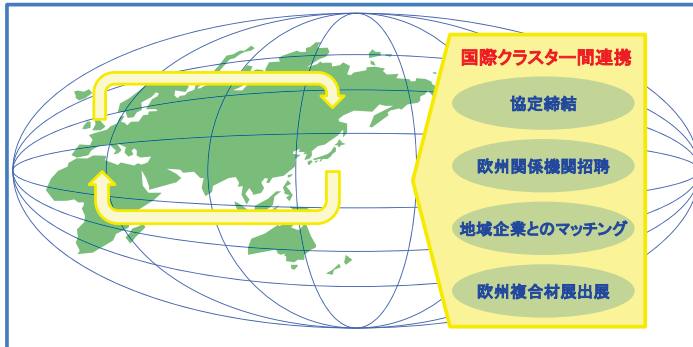 国際クラスター間連携
協定締結
欧州関係機関招聘
地域企業とのマッチング
欧州複合材展出展